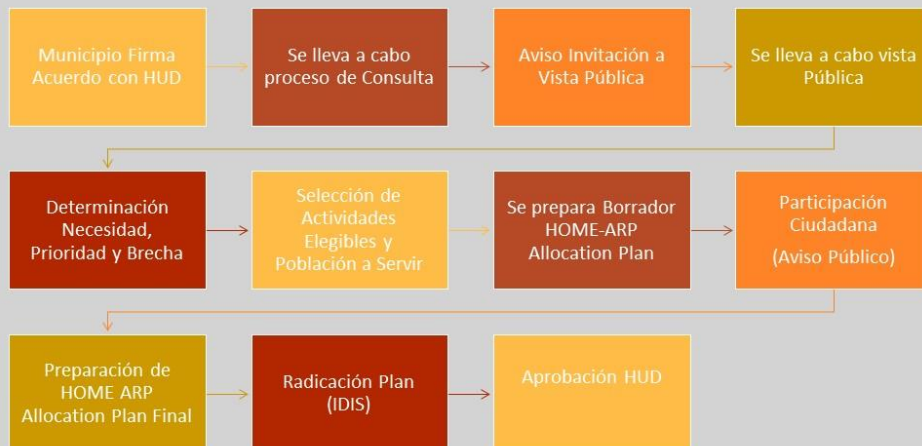 Municipio Firma
Acuerdo con HUD
Se lleva a cabo
proceso de Consulta
Aviso Invitación a
Vista Pública
Se lleva a cabo vista
Pública
Determinación
Necesidad,
Prioridad y Brecha
Selección de
Actividades
Elegibles y
Población a Servir
Se prepara Borrador
HOME-ARP
Allocation Plan
Participación
Ciudadana
(Aviso Público)
Preparación de
HOME ARP
Allocation Plan Final
Radicación Plan
(IDIS)
Aprobación HUD